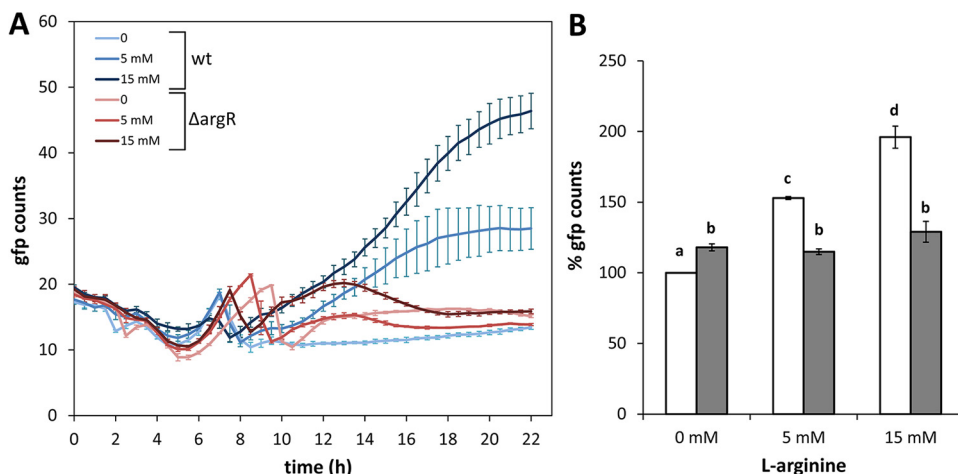 A
0
5 mM
15 mM
wt
0
5 mM
15 mM
ΔargR
gfp counts
60
50
40
30
20
10
0
0 2 4 6 8 10 12 14 16 18 20 22
time (h)
B
% gfp counts
250
200
150
100
50
0
a b c b d b
0 mM 5 mM 15 mM
L-arginine